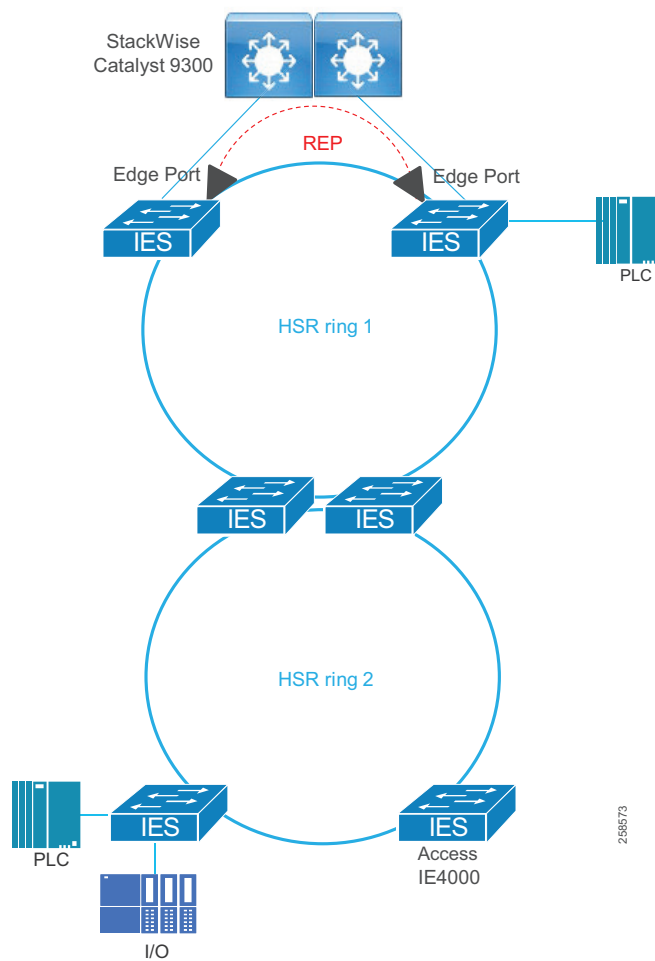 StackWise
Catalyst 9300
REP
Edge Port
Edge Port
IES
IES
PLC
HSR ring 1
IES
IES
HSR ring 2
IES
IES
PLC
Access
IE4000
I/O
258573